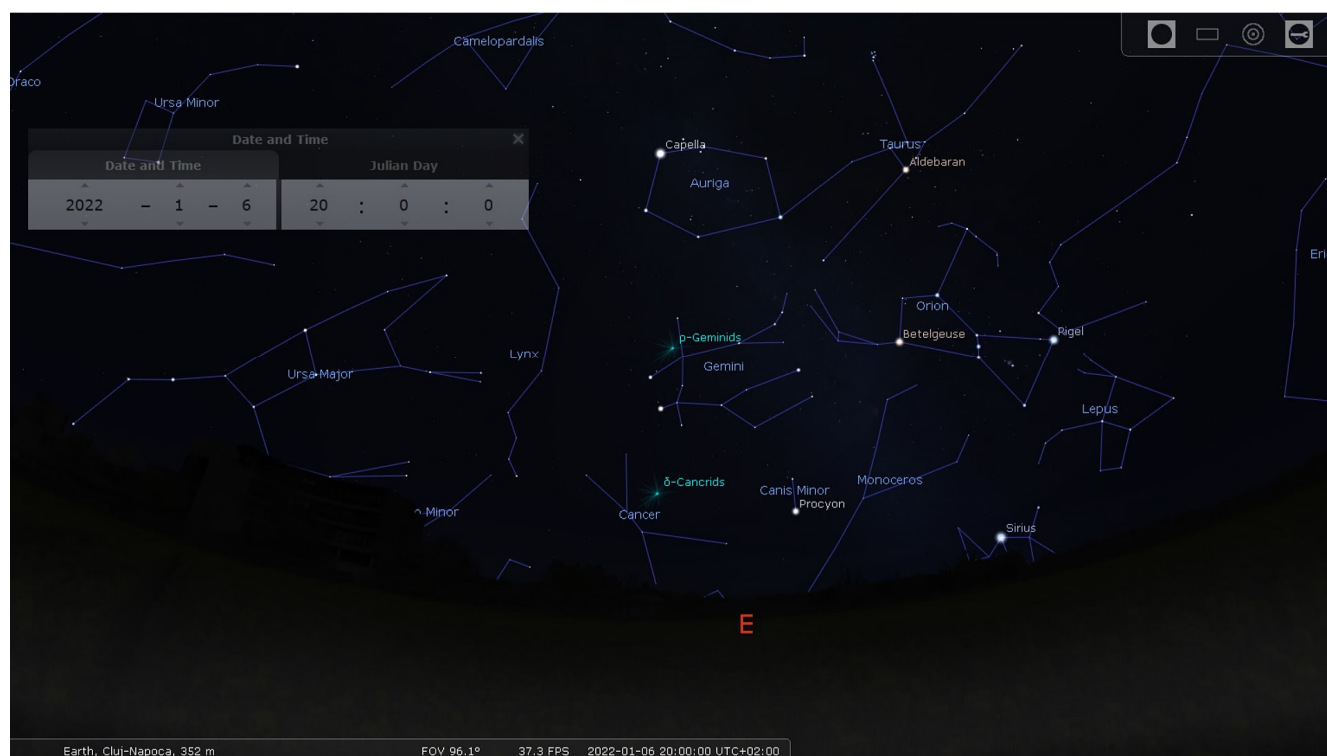 Camelopardalis
Draco
Ursa Minor
Date and Time
Date and Time
Julian Day
2022 - 1 - 6
20 : 0 : 0
Capella
Auriga
Taurus
Aldebaran
Eri
Orion
Betelgeuse
Rigel
ρ-Geminids
Gemini
Lynx
Ursa Major
Lepus
δ-Cancrids
Canis Minor
Procyon
Monoceros
o Minor
Cancer
Sirius
E
Earth, Cluj-Napoca, 352 m
FOV 96.1°
37.3 FPS
2022-01-06 20:00:00 UTC+02:00